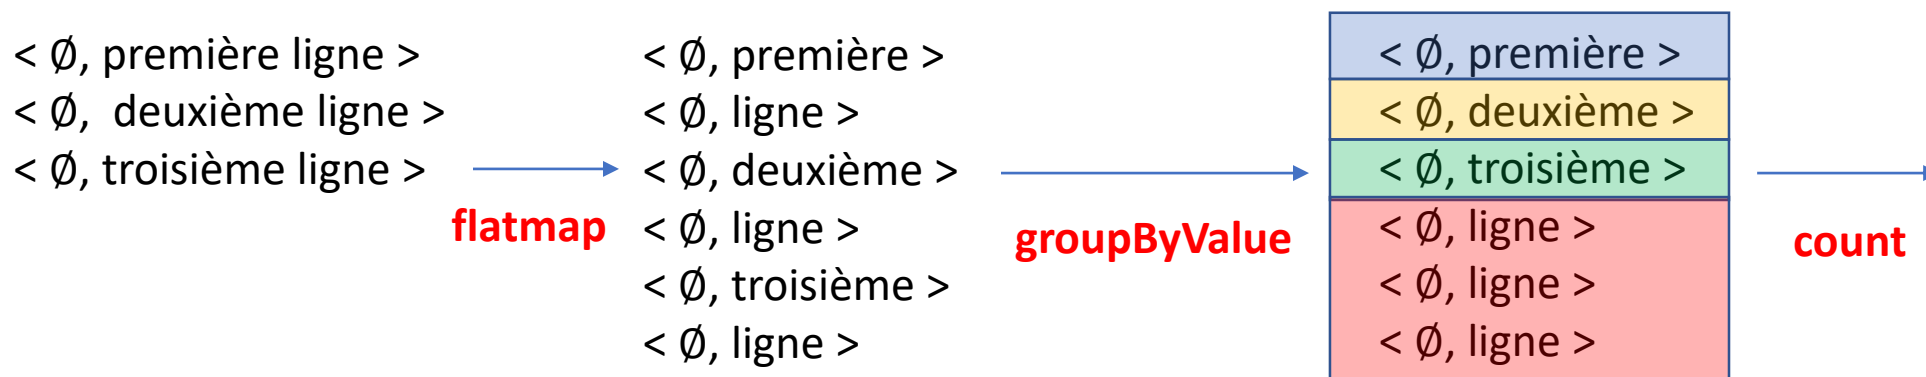 < Ø, première ligne >
< Ø, deuxième ligne >
< Ø, troisième ligne >
flatmap
< Ø, première >
< Ø, ligne >
< Ø, deuxième >
< Ø, ligne >
< Ø, troisième >
< Ø, ligne >
groupByValue
< Ø, première >
< Ø, deuxième >
< Ø, troisième >
< Ø, ligne >
< Ø, ligne >
< Ø, ligne >
count